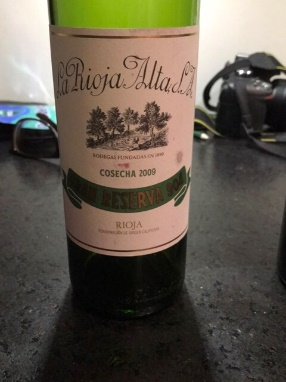 La Rioja Alta, S.A.
BODEGAS FUNDADAS EN 1890
COSECHA 2009
RESERVA
RIOJA